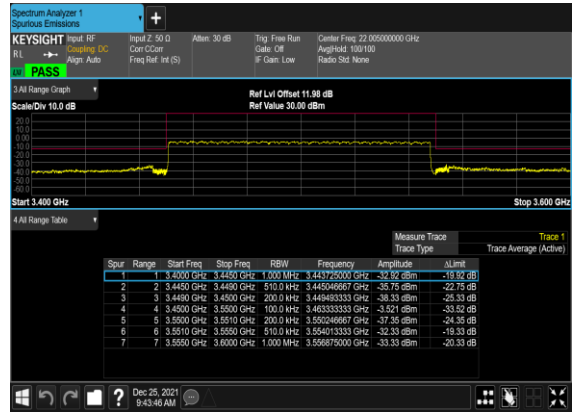 Spectrum Analyzer 1
Spurious Emissions
+
KEYSIGHT Input: RF Input Z: 50 Ω Atten: 30 dB Trig: Free Run Center Freq: 22.005000000 GHz
RL Coupling: DC Corr CCorr Gate: Off Avg|Hold: 100/100
Align: Auto Freq Ref: Int (S) IF Gain: Low Radio Std: None
PASS
3 All Range Graph
Ref Lvl Offset 11.98 dB
Scale/Div 10.0 dB Ref Value 30.00 dBm
20.0
10.0
0.00
-10.0
-20.0
-30.0
-40.0
-50.0
-60.0
Start 3.400 GHz Stop 3.600 GHz
4 All Range Table
Measure Trace Trace 1
Trace Type Trace Average (Active)
Spur Range Start Freq Stop Freq RBW Frequency Amplitude ΔLimit
1 1 3.4000 GHz 3.4450 GHz 1.000 MHz 3.443725000 GHz -32.92 dBm -19.92 dB
2 2 3.4450 GHz 3.4490 GHz 510.0 kHz 3.445046667 GHz -35.75 dBm -22.75 dB
3 3 3.4490 GHz 3.4500 GHz 200.0 kHz 3.449493333 GHz -38.33 dBm -25.33 dB
4 4 3.4500 GHz 3.5500 GHz 100.0 kHz 3.463333333 GHz -3.521 dBm -33.52 dB
5 5 3.5500 GHz 3.5510 GHz 200.0 kHz 3.550246667 GHz -37.35 dBm -24.35 dB
6 6 3.5510 GHz 3.5550 GHz 510.0 kHz 3.554013333 GHz -32.33 dBm -19.33 dB
7 7 3.5550 GHz 3.6000 GHz 1.000 MHz 3.556875000 GHz -33.33 dBm -20.33 dB
? Dec 25, 2021
9:43:46 AM